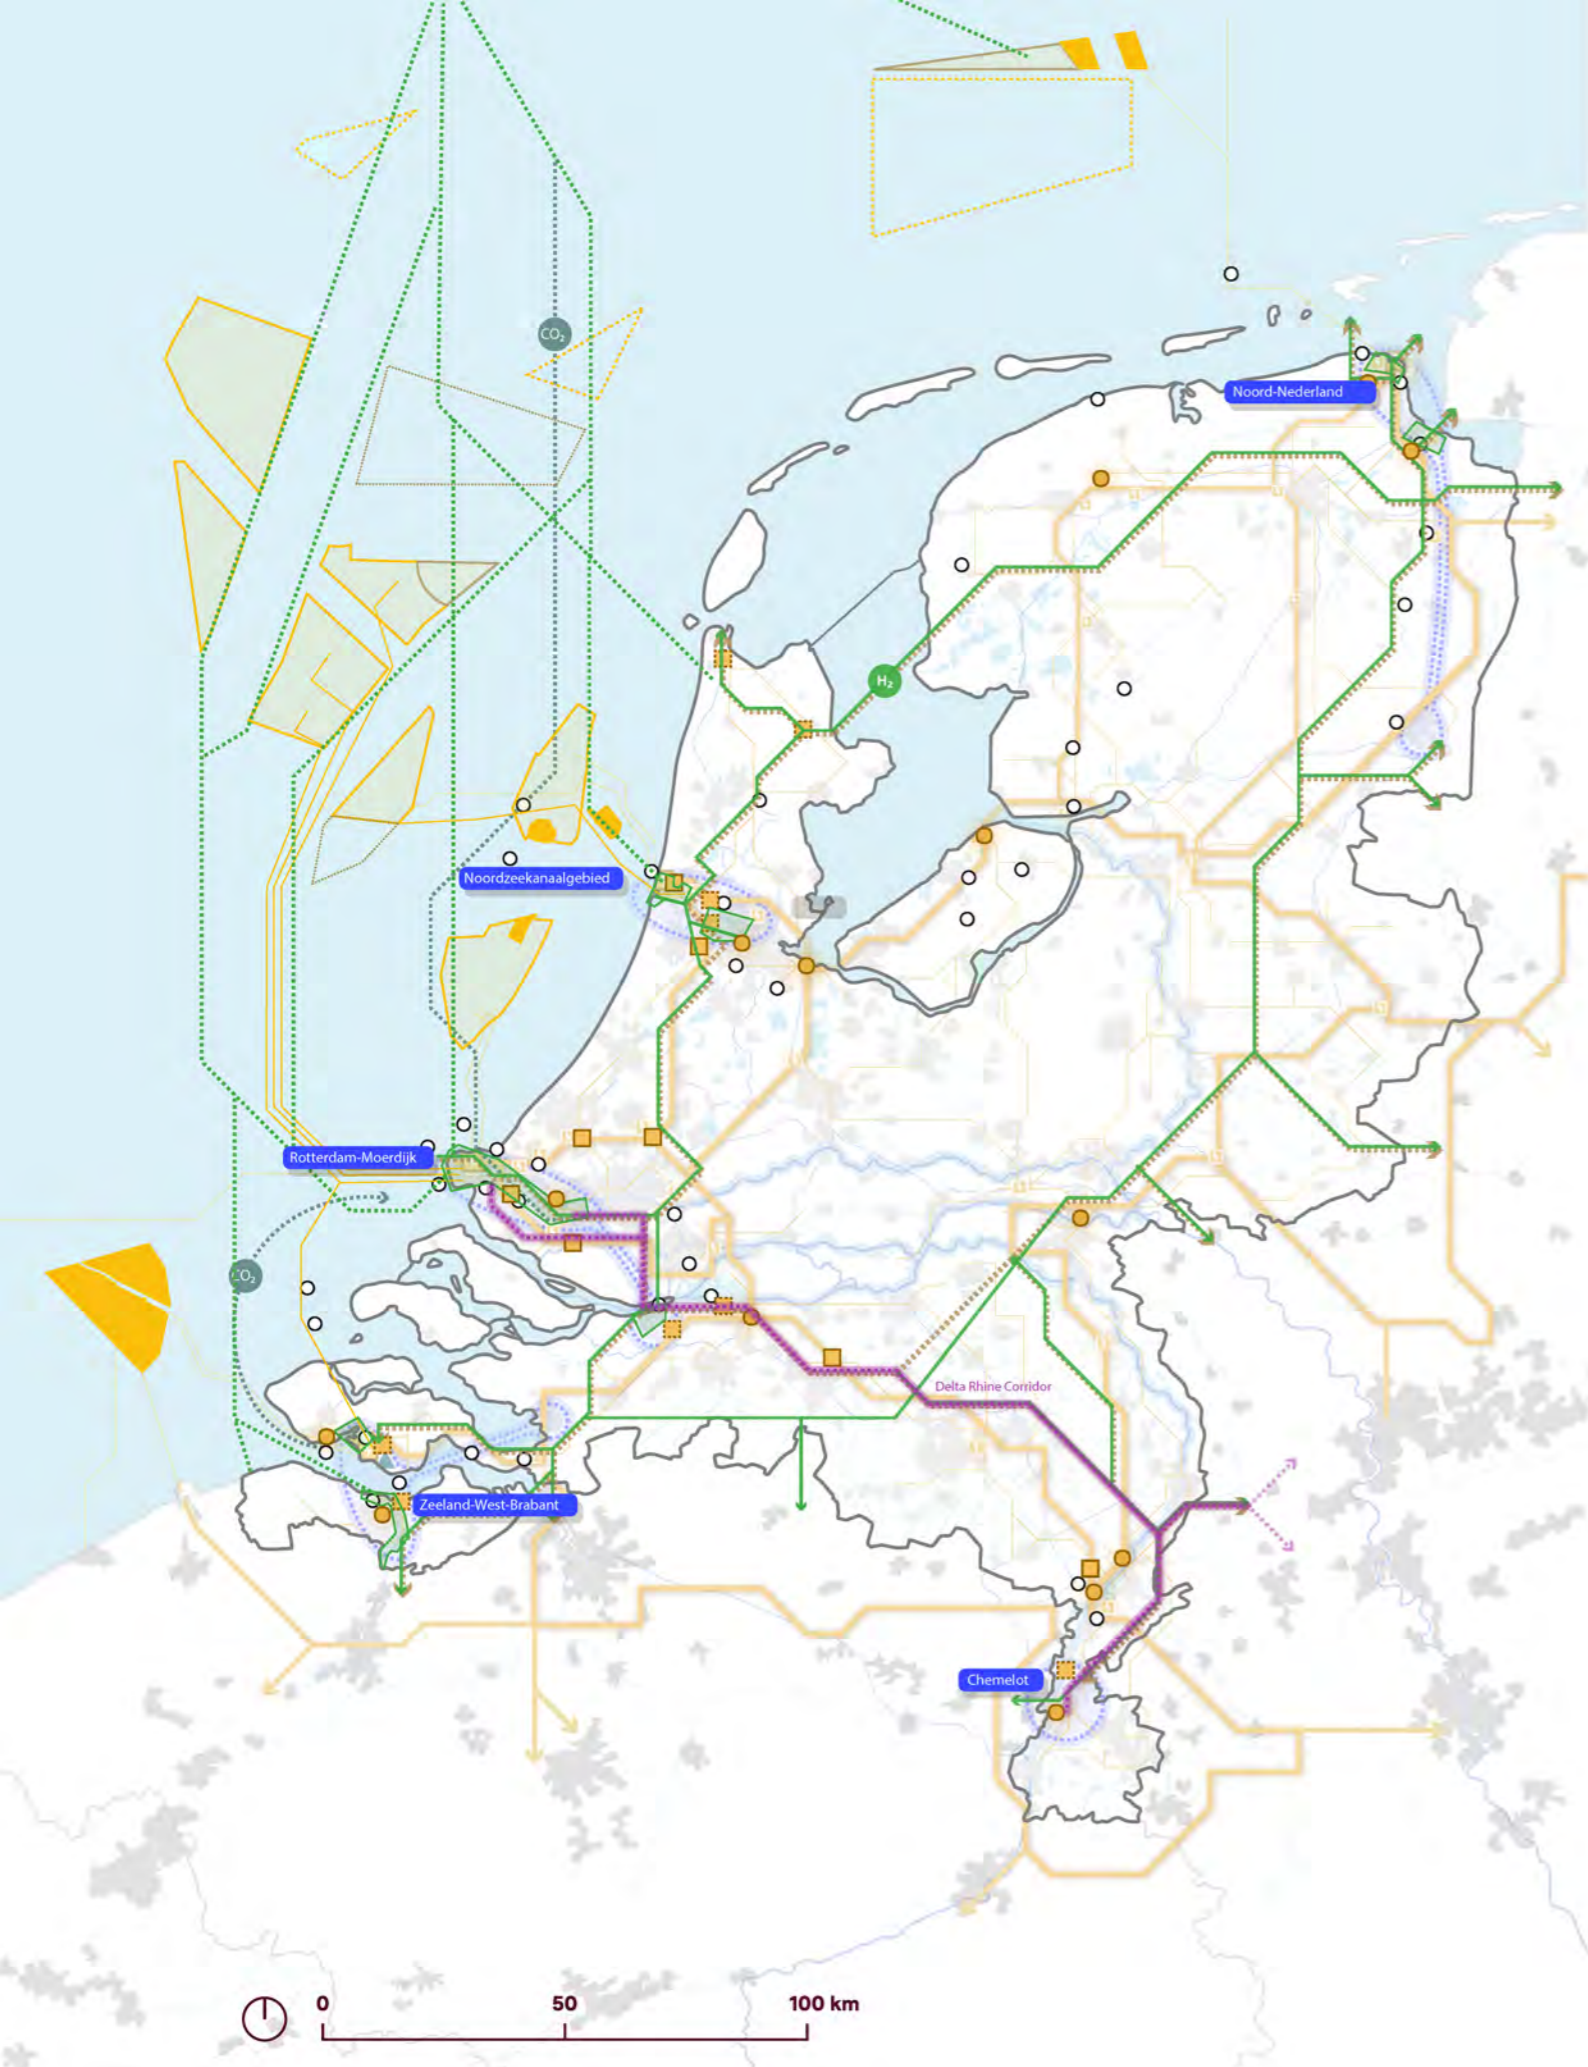 CO₂
Noord-Nederland
H₂
Noordzeekanaalgebied
Rotterdam-Moerdijk
CO₂
Delta Rhine Corridor
Zeeland-West-Brabant
Chemelot
0 50 100 km